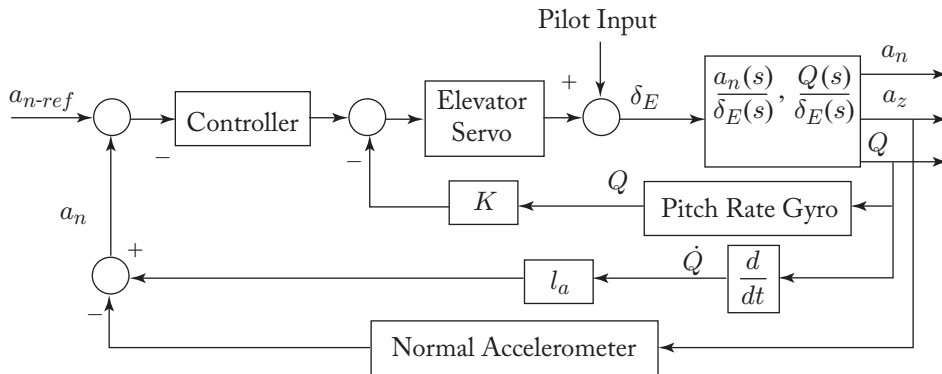 Pilot Input
a_n
a_{n-ref}
Controller
Elevator
Servo
+
δ_E
a_n(s)/δ_E(s), Q(s)/δ_E(s)
a_z
−
−
Q
K
Q
Pitch Rate Gyro
a_n
+
l_a
Q̇
d/dt
−
Normal Accelerometer